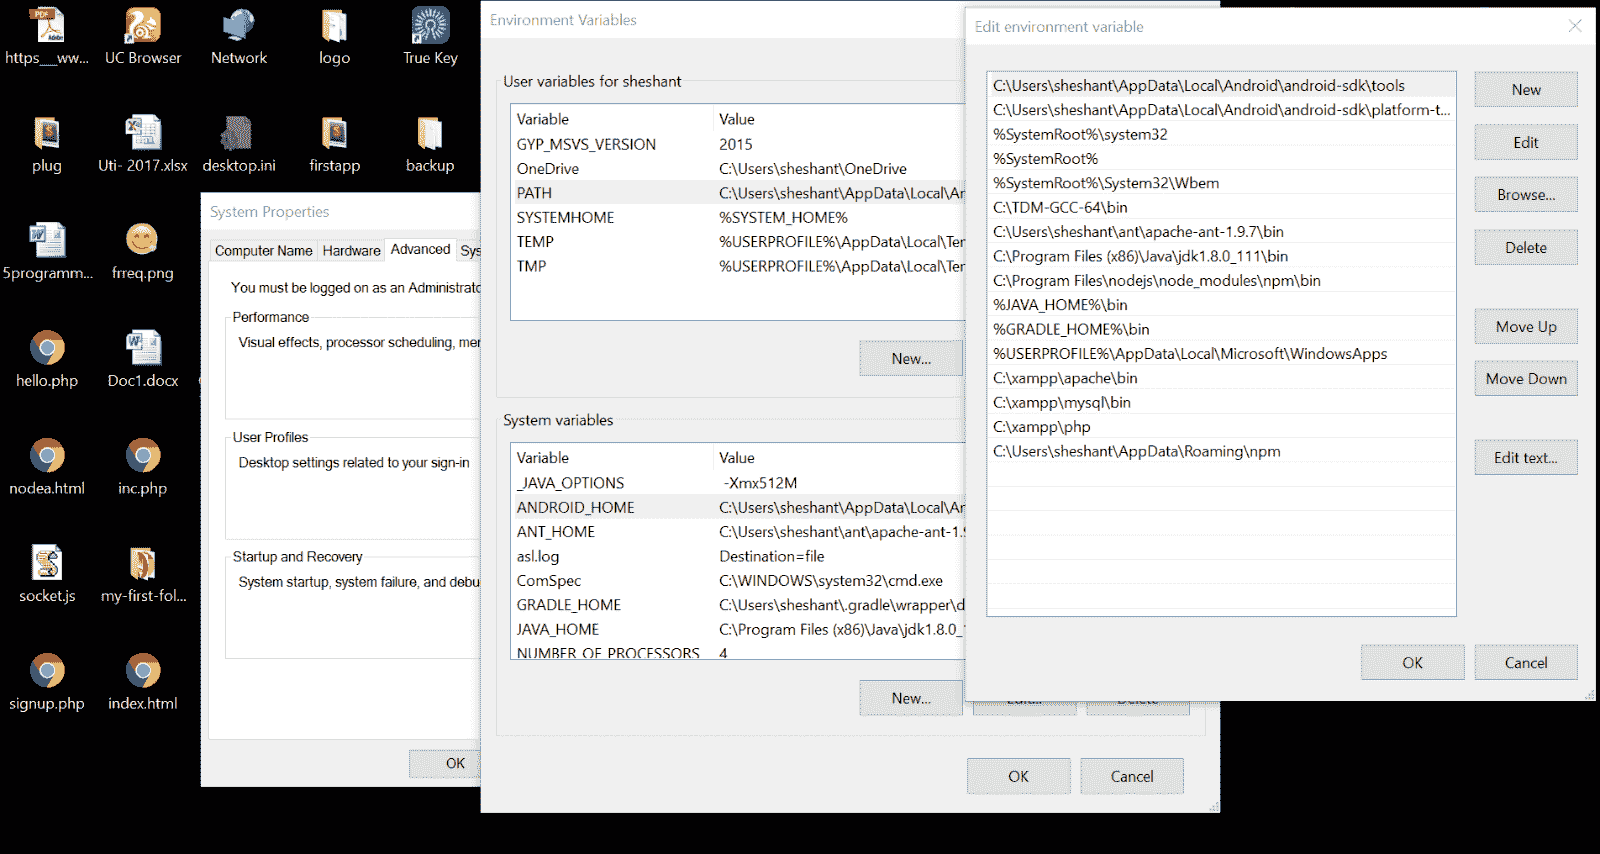 https__ww...
UC Browser
Network
logo
True Key
plug
Uti- 2017.xlsx
desktop.ini
firstapp
backup
5programm...
frreq.png
hello.php
Doc1.docx
nodea.html
inc.php
socket.js
my-first-fol...
signup.php
index.html
System Properties
Computer Name
Hardware
Advanced
Sys
You must be logged on as an Administrato
Performance
Visual effects, processor scheduling, mer
User Profiles
Desktop settings related to your sign-in
Startup and Recovery
System startup, system failure, and debu
OK
Environment Variables
User variables for sheshant
Variable Value
GYP_MSVS_VERSION 2015
OneDrive C:\Users\sheshant\OneDrive
PATH C:\Users\sheshant\AppData\Local\An
SYSTEMHOME %SYSTEM_HOME%
TEMP %USERPROFILE%\AppData\Local\Ten
TMP %USERPROFILE%\AppData\Local\Ten
New...
System variables
Variable Value
_JAVA_OPTIONS -Xmx512M
ANDROID_HOME C:\Users\sheshant\AppData\Local\An
ANT_HOME C:\Users\sheshant\ant\apache-ant-1.9
asl.log Destination=file
ComSpec C:\WINDOWS\system32\cmd.exe
GRADLE_HOME C:\Users\sheshant\.gradle\wrapper\d
JAVA_HOME C:\Program Files (x86)\Java\jdk1.8.0_1
NUMBER_OF_PROCESSORS 4
New...
Edit...
Delete
OK
Cancel
Edit environment variable
C:\Users\sheshant\AppData\Local\Android\android-sdk\tools
C:\Users\sheshant\AppData\Local\Android\android-sdk\platform-t...
%SystemRoot%\system32
%SystemRoot%
%SystemRoot%\System32\Wbem
C:\TDM-GCC-64\bin
C:\Users\sheshant\ant\apache-ant-1.9.7\bin
C:\Program Files (x86)\Java\jdk1.8.0_111\bin
C:\Program Files\nodejs\node_modules\npm\bin
%JAVA_HOME%\bin
%GRADLE_HOME%\bin
%USERPROFILE%\AppData\Local\Microsoft\WindowsApps
C:\xampp\apache\bin
C:\xampp\mysql\bin
C:\xampp\php
C:\Users\sheshant\AppData\Roaming\npm
New
Edit
Browse...
Delete
Move Up
Move Down
Edit text...
OK
Cancel